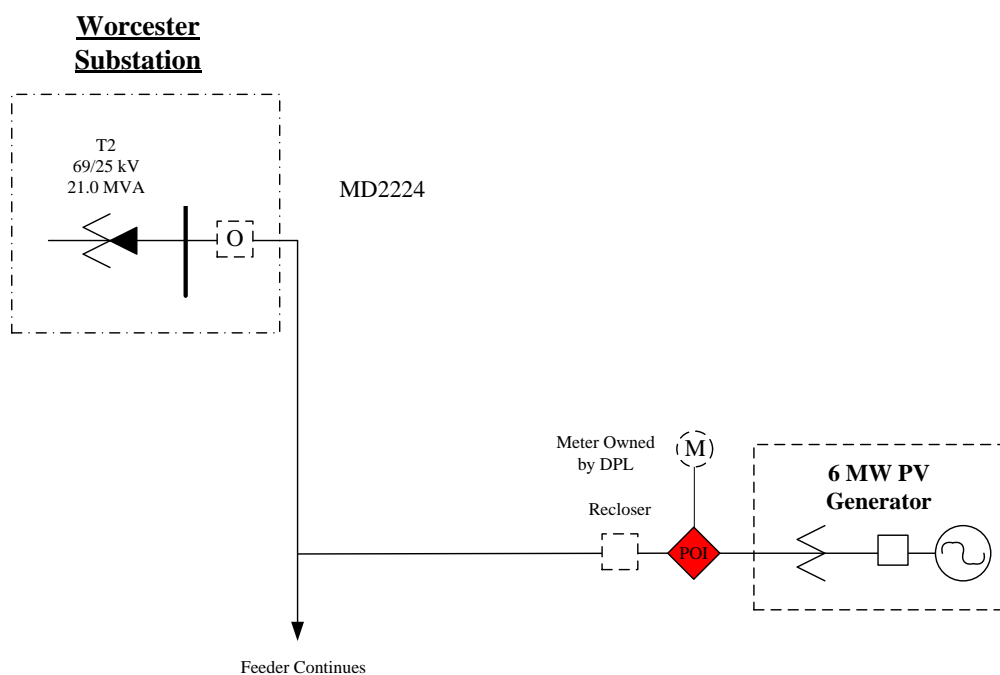 Worcester
Substation
T2
69/25 kV
21.0 MVA
MD2224
O
Meter Owned
by DPL
M
Recloser
POI
6 MW PV
Generator
Feeder Continues